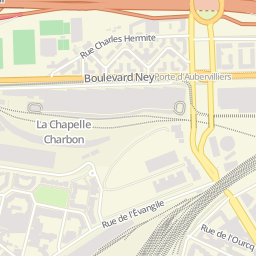 Rue Charles Hermite
Boulevard Ney
Porte d'Aubervilliers
La Chapelle
Charbon
Rue de l'Évangile
Rue de l'Ourcq